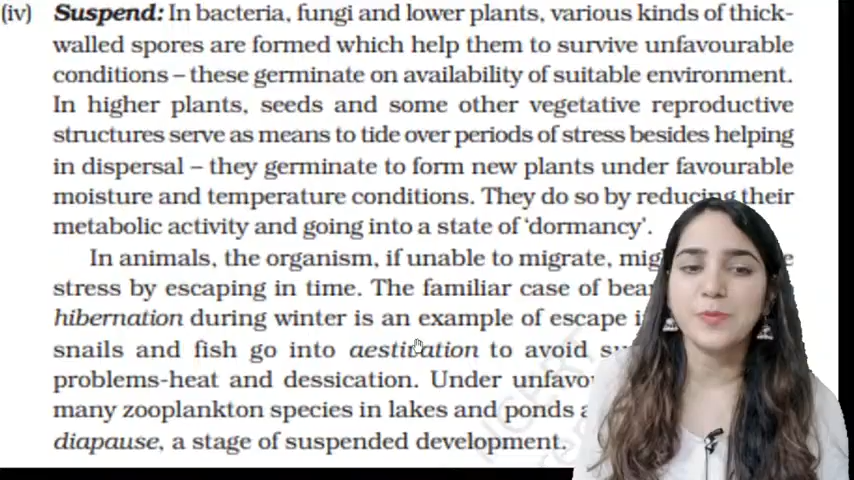 (iv) Suspend: In bacteria, fungi and lower plants, various kinds of thick-
walled spores are formed which help them to survive unfavourable
conditions – these germinate on availability of suitable environment.
In higher plants, seeds and some other vegetative reproductive
structures serve as means to tide over periods of stress besides helping
in dispersal – they germinate to form new plants under favourable
moisture and temperature conditions. They do so by reducing their
metabolic activity and going into a state of 'dormancy'.
In animals, the organism, if unable to migrate,
stress by escaping in time. The familiar case of
hibernation during winter is an example of escape
snails and fish go into aestivation to avoid
problems-heat and dessication. Under
many zooplankton species in lakes and ponds
diapause, a stage of suspended development.